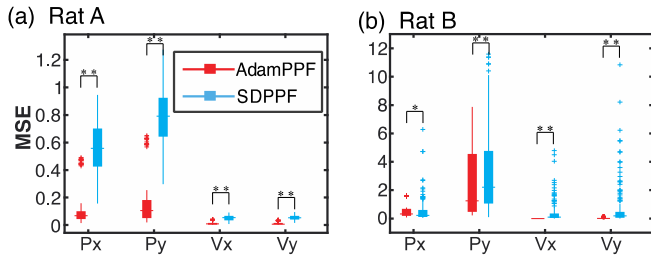 (a) Rat A
MSE
1.2
1
0.8
0.6
0.4
0.2
0
** ** ** **
AdamPPF
SDPPF
Px Py Vx Vy
(b) Rat B
12
10
8
6
4
2
0
* ** ** **
Px Py Vx Vy